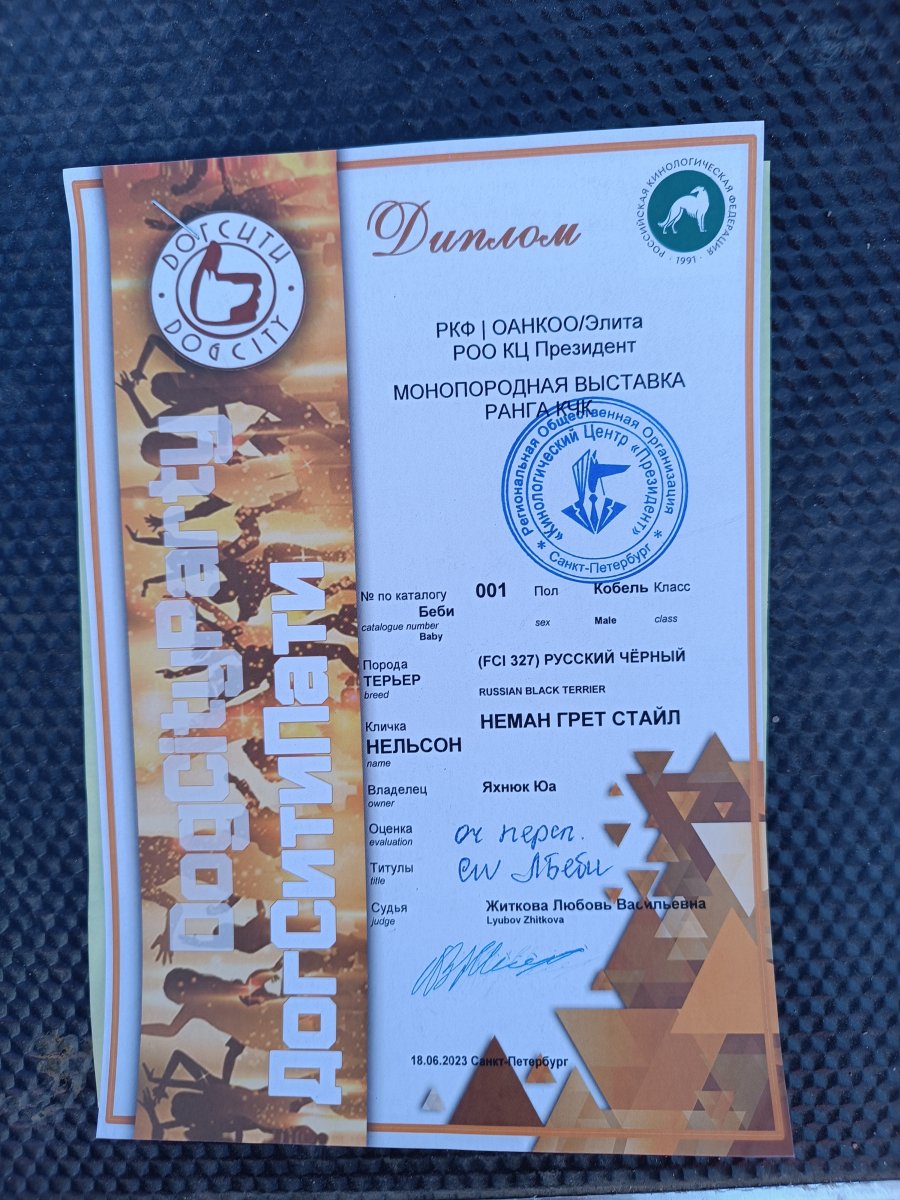 ДОГСИТИ
DOGCITY
DogCityParty
ДОГСИТИПаТИ
Диплом
РОССИЙСКАЯ КИНОЛОГИЧЕСКАЯ ФЕДЕРАЦИЯ
· 1991 ·
РКФ | ОАНКОО/Элита
РОО КЦ Президент
МОНОПОРОДНАЯ ВЫСТАВКА
РАНГА КЧК
Региональная Общественная Организация
«Кинологический Центр «Президент»
* Санкт-Петербург *
№ по каталогу 001 Пол Кобель Класс
Беби
catalogue number sex Male class
Baby
Порода (FCI 327) РУССКИЙ ЧЁРНЫЙ
ТЕРЬЕР
breed RUSSIAN BLACK TERRIER
Кличка НЕМАН ГРЕТ СТАЙЛ
НЕЛЬСОН
name
Владелец Яхнюк Юа
owner
Оценка оч персп.
evaluation
Титулы CW ЛБеби
title
Судья Житкова Любовь Васильевна
judge Lyubov Zhitkova
18.06.2023 Санкт-Петербург